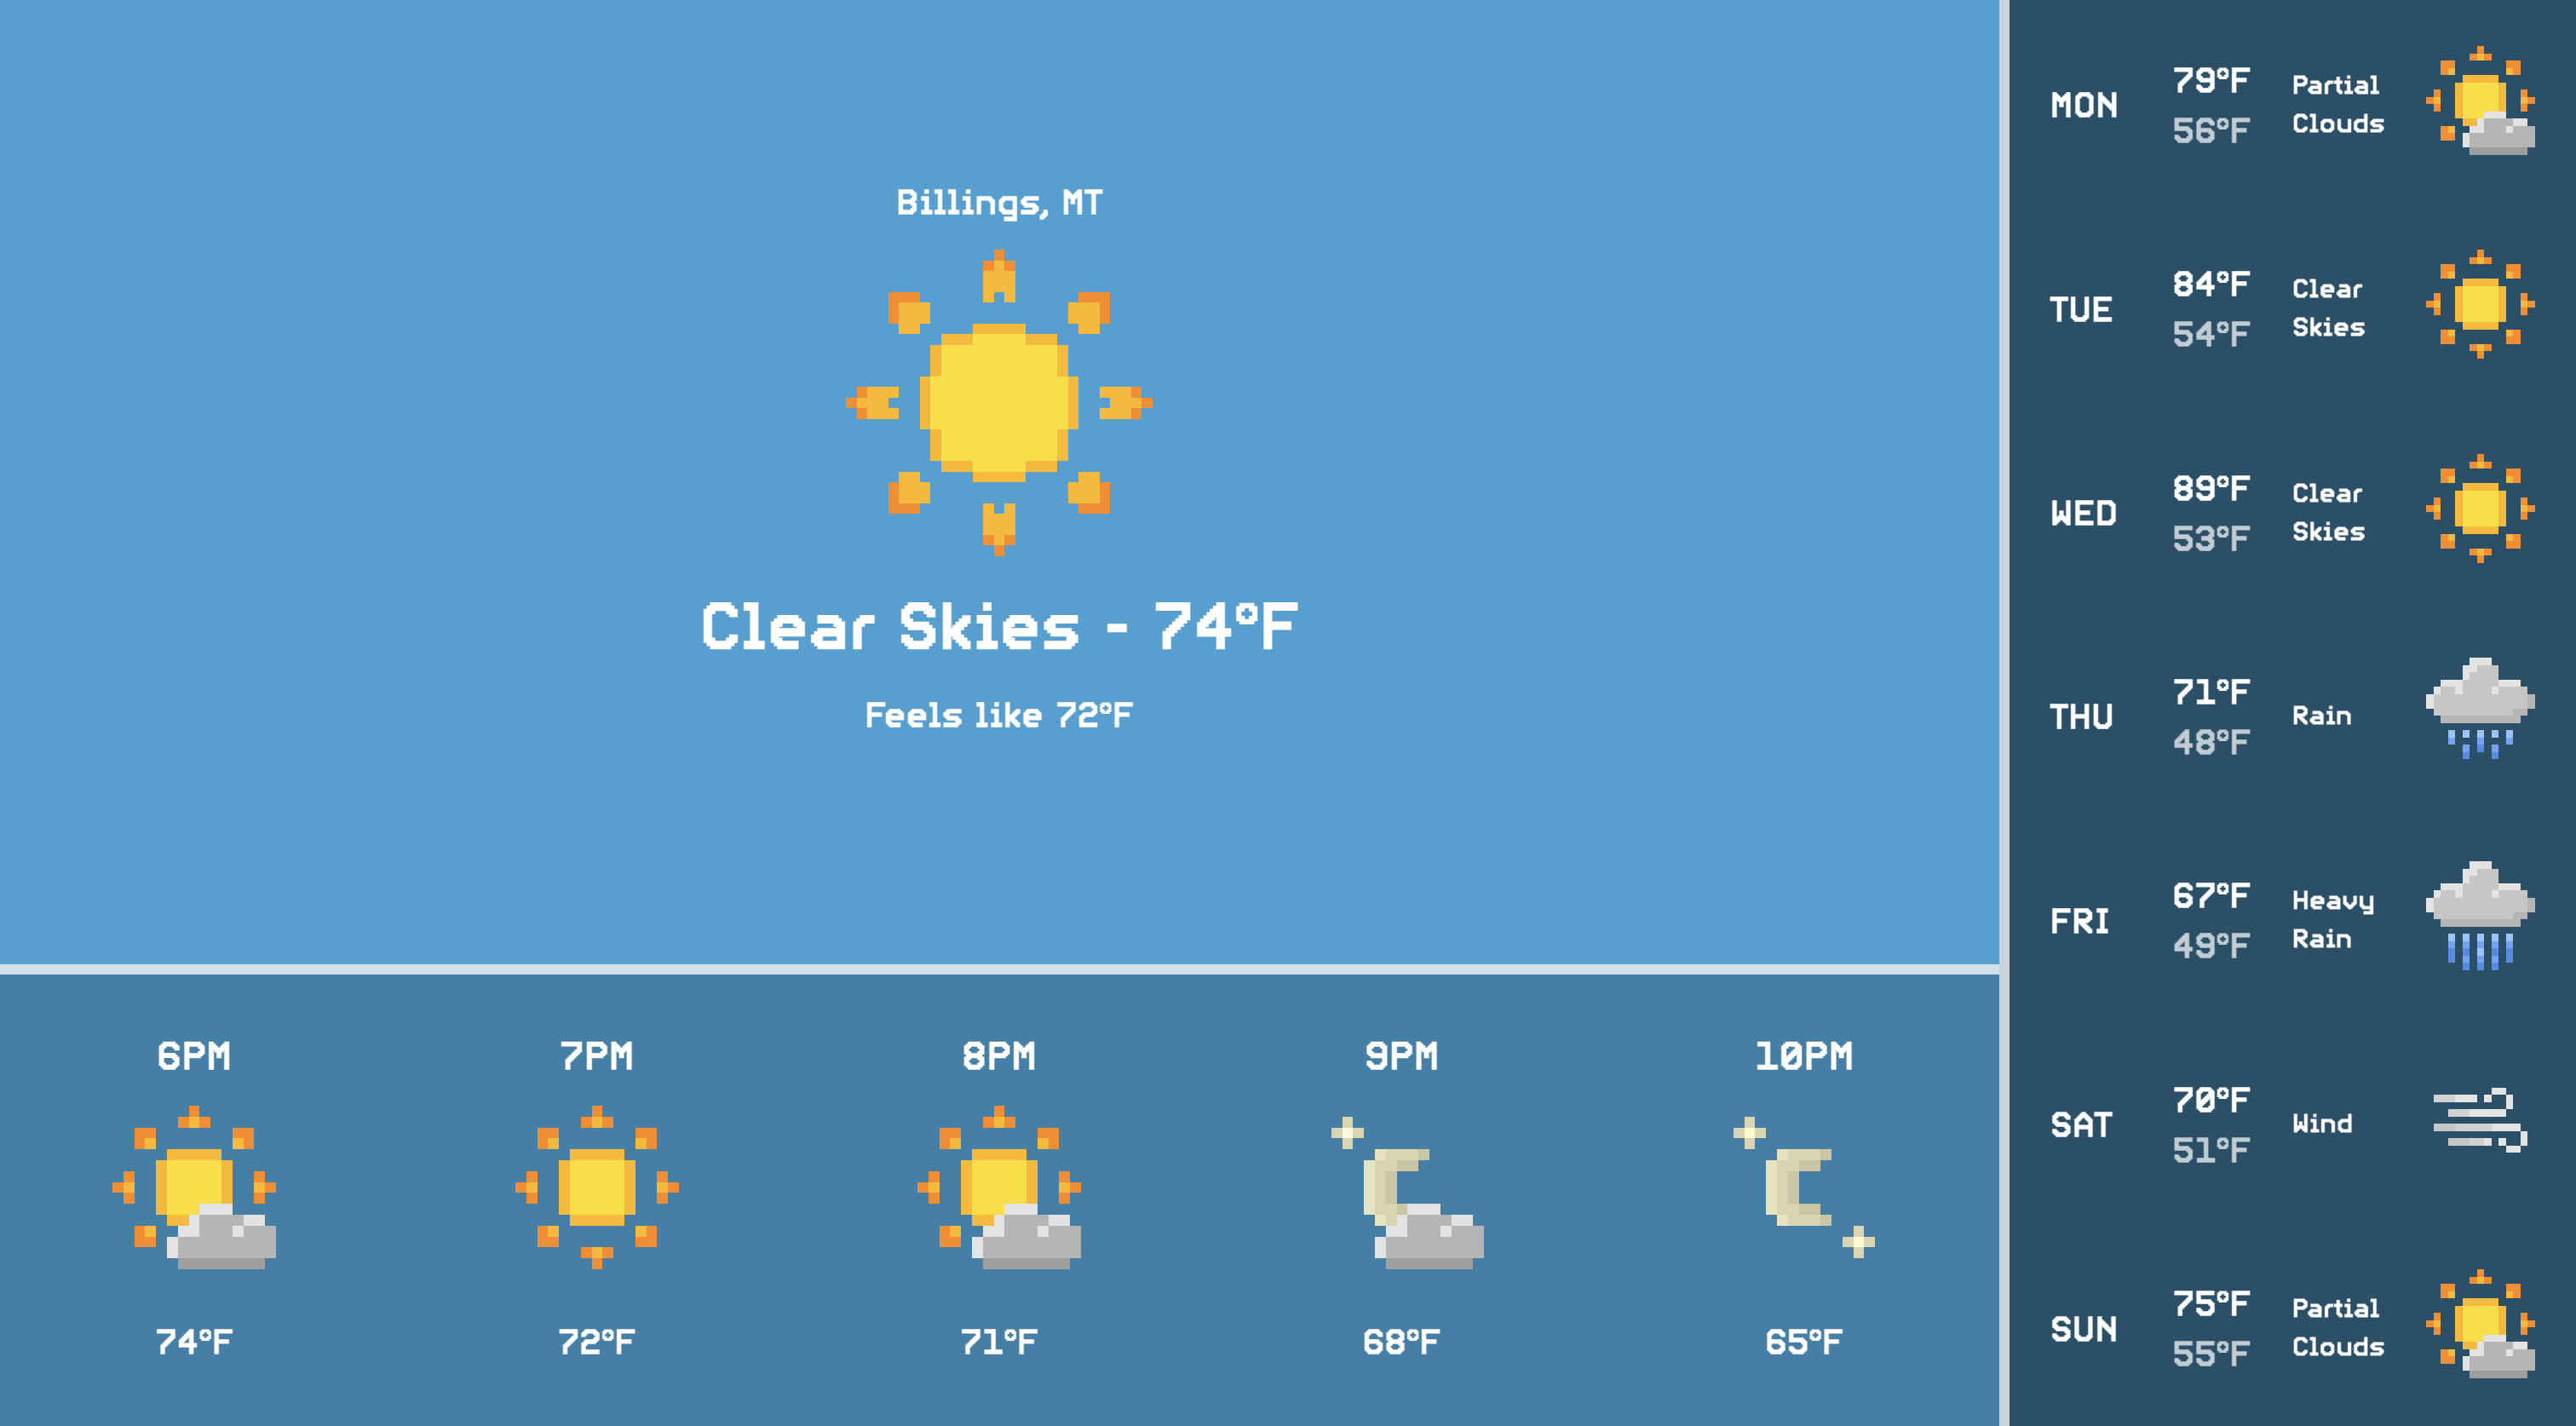 Billings, MT
Clear Skies - 74°F
Feels like 72°F
6PM
74°F
7PM
72°F
8PM
71°F
9PM
68°F
10PM
65°F
MON
79°F
56°F
Partial
Clouds
TUE
84°F
54°F
Clear
Skies
WED
89°F
53°F
Clear
Skies
THU
71°F
48°F
Rain
FRI
67°F
49°F
Heavy
Rain
SAT
70°F
51°F
Wind
SUN
75°F
55°F
Partial
Clouds